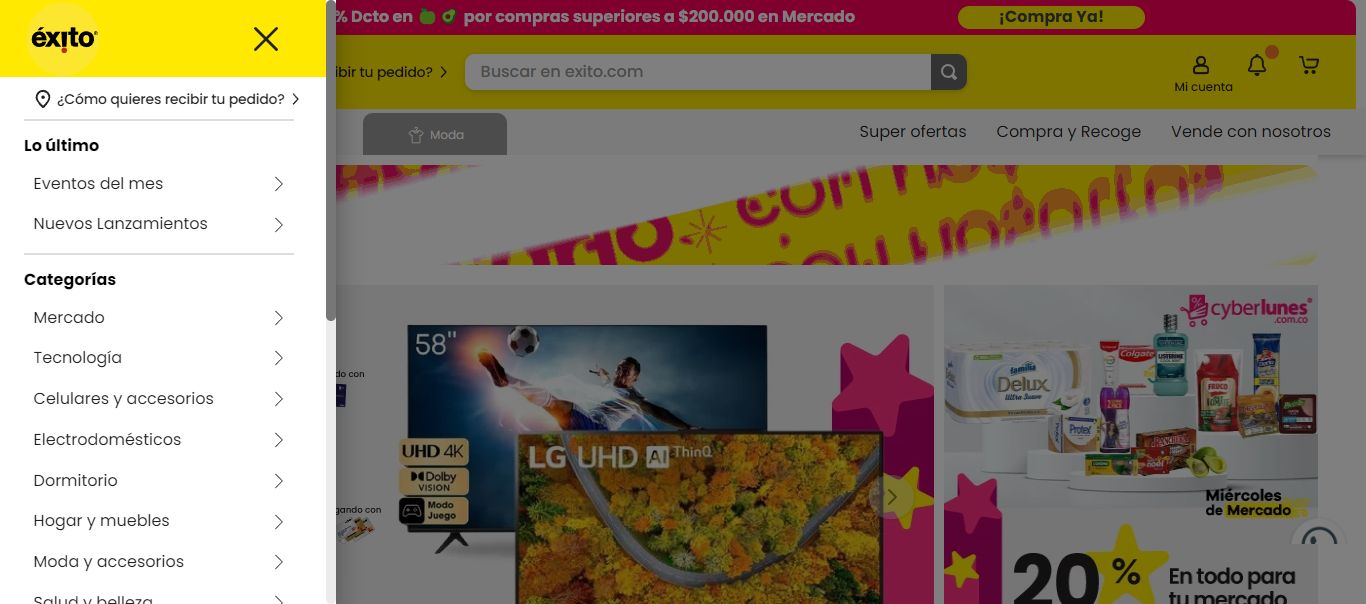 éxito
% Dcto en por compras superiores a $200.000 en Mercado
¡Compra Ya!
ibir tu pedido?
Buscar en exito.com
Mi cuenta
¿Cómo quieres recibir tu pedido?
Moda
Super ofertas
Compra y Recoge
Vende con nosotros
Lo último
Eventos del mes
Nuevos Lanzamientos
Categorías
Mercado
Tecnología
Celulares y accesorios
Electrodomésticos
Dormitorio
Hogar y muebles
Moda y accesorios
Salud y belleza
do con
gando con
58"
UHD 4K
Dolby
VISION
Modo
Juego
LG UHD AI ThinQ
cyberlunes
.com.co
familia
Delux
Ultra Suave
Colgate
LISTERINE
Protex
FRUCO
Miércoles
de Mercado
20%
En todo para
tu mercado